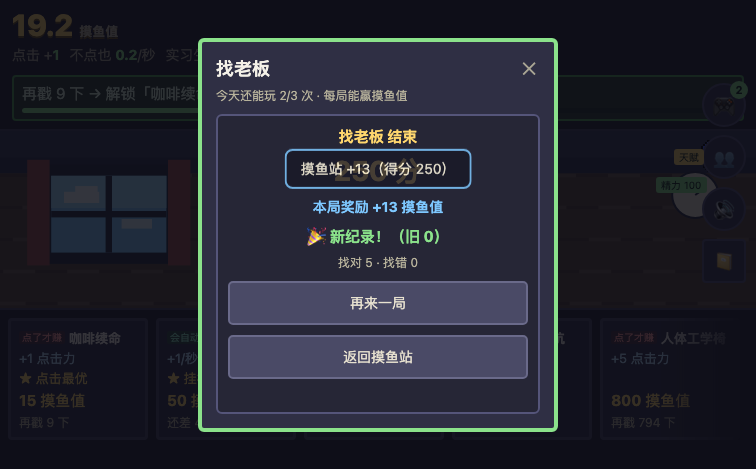 19.2 摸鱼值
点击 +1 不点也 0.2/秒 实习
再戳 9 下 → 解锁「咖啡续
2
找老板
今天还能玩 2/3 次 · 每局能赢摸鱼值
找老板 结束
250 分
摸鱼站 +13（得分 250）
本局奖励 +13 摸鱼值
🎉 新纪录！（旧 0）
找对 5 · 找错 0
再来一局
返回摸鱼站
天赋
精力 100
点了才赚 咖啡续命
+1 点击力
★ 点击最优
15 摸鱼值
再戳 9 下
会自动
+1/秒
★ 挂
50
还差
点了才赚 人体工学椅
+5 点击力
800 摸鱼值
再戳 794 下